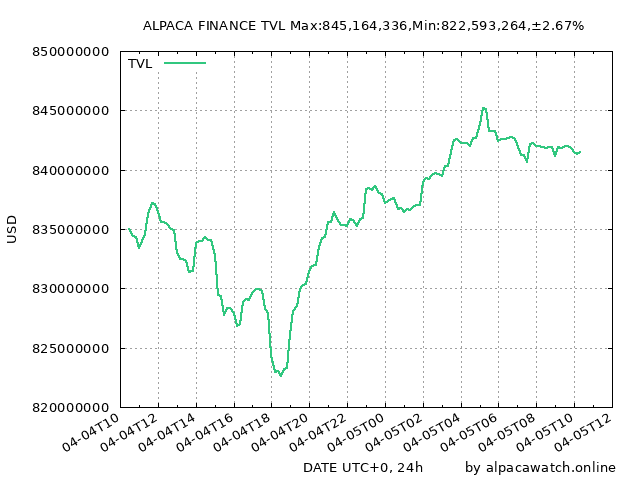 ALPACA FINANCE TVL Max:845,164,336,Min:822,593,264,±2.67%
TVL
850000000
845000000
840000000
835000000
830000000
825000000
820000000
USD
04-04T10
04-04T12
04-04T14
04-04T16
04-04T18
04-04T20
04-04T22
04-05T00
04-05T02
04-05T04
04-05T06
04-05T08
04-05T10
04-05T12
DATE UTC+0, 24h
by alpacawatch.online